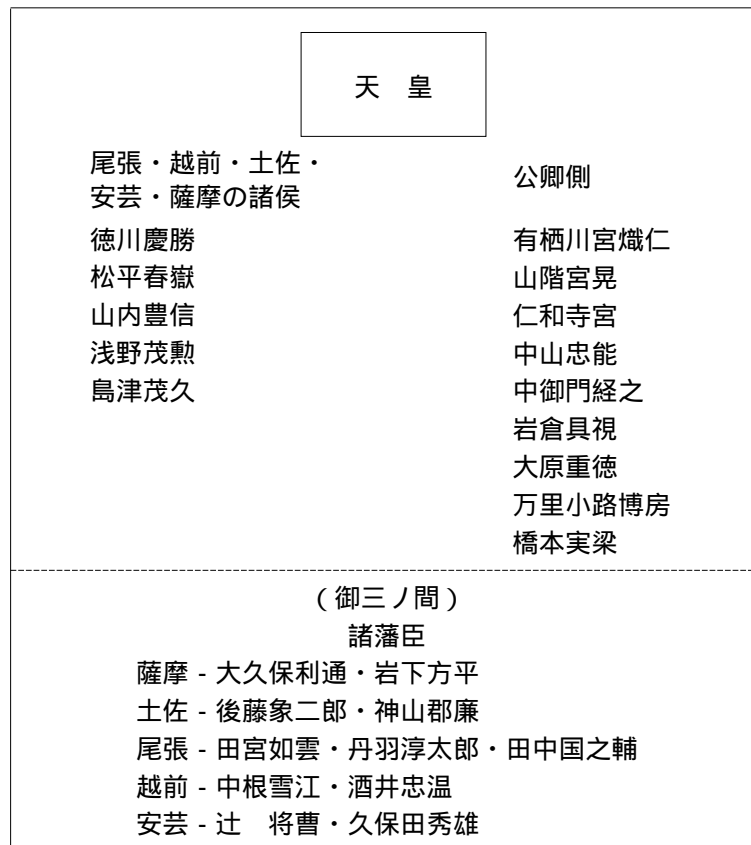 天　皇
尾張・越前・土佐・
安芸・薩摩の諸侯
徳川慶勝
松平春嶽
山内豊信
浅野茂勲
島津茂久
公卿側
有栖川宮熾仁
山階宮晃
仁和寺宮
中山忠能
中御門経之
岩倉具視
大原重徳
万里小路博房
橋本実梁
（御三ノ間）
諸藩臣
薩摩 - 大久保利通・岩下方平
土佐 - 後藤象二郎・神山郡廉
尾張 - 田宮如雲・丹羽淳太郎・田中国之輔
越前 - 中根雪江・酒井忠温
安芸 - 辻　将曹・久保田秀雄